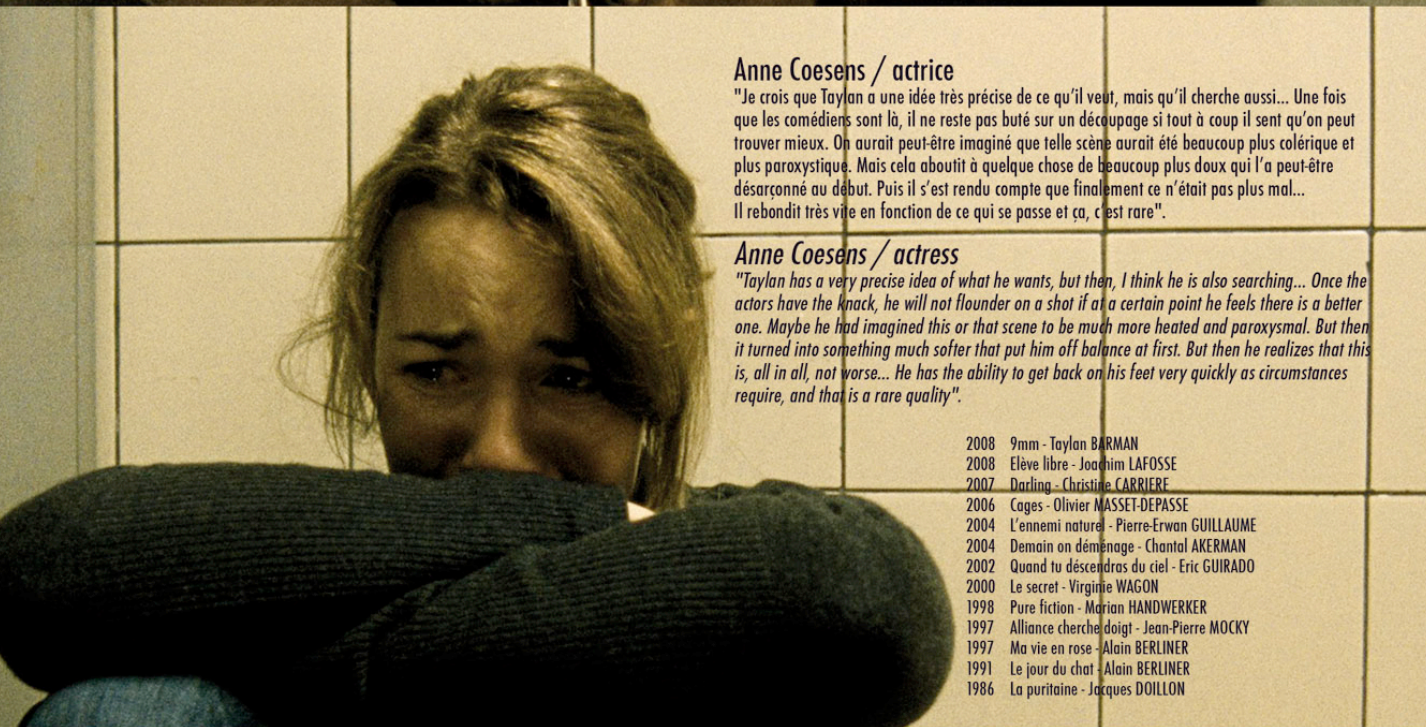 Anne Coesens / actrice
"Je crois que Taylan a une idée très précise de ce qu'il veut, mais qu'il cherche aussi... Une fois
que les comédiens sont là, il ne reste pas buté sur un découpage si tout à coup il sent qu'on peut
trouver mieux. On aurait peut-être imaginé que telle scène aurait été beaucoup plus colérique et
plus paroxystique. Mais cela aboutit à quelque chose de beaucoup plus doux qui l'a peut-être
désarçonné au début. Puis il s'est rendu compte que finalement ce n'était pas plus mal...
Il rebondit très vite en fonction de ce qui se passe et ça, c'est rare".
Anne Coesens / actress
"Taylan has a very precise idea of what he wants, but then, I think he is also searching... Once the
actors have the knack, he will not flounder on a shot if at a certain point he feels there is a better
one. Maybe he had imagined this or that scene to be much more heated and paroxysmal. But then
it turned into something much softer that put him off balance at first. But then he realizes that this
is, all in all, not worse... He has the ability to get back on his feet very quickly as circumstances
require, and that is a rare quality".
2008 9mm - Taylan BARMAN
2008 Elève libre - Joachim LAFOSSE
2007 Darling - Christine CARRIERE
2006 Cages - Olivier MASSET-DEPASSE
2004 L'ennemi naturel - Pierre-Erwan GUILLAUME
2004 Demain on déménage - Chantal AKERMAN
2002 Quand tu déscendras du ciel - Eric GUIRADO
2000 Le secret - Virginie WAGON
1998 Pure fiction - Marian HANDWERKER
1997 Alliance cherche doigt - Jean-Pierre MOCKY
1997 Ma vie en rose - Alain BERLINER
1991 Le jour du chat - Alain BERLINER
1986 La puritaine - Jacques DOILLON